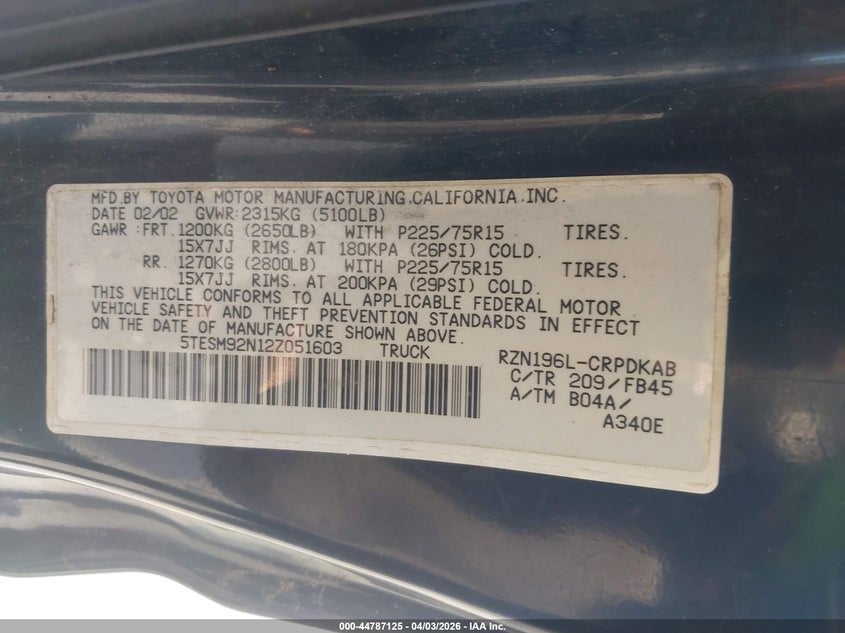 MFD.BY TOYOTA MOTOR MANUFACTURING,CALIFORNIA,INC.
DATE 02/02 GVWR:2315KG (5100LB)
GAWR :FRT.1200KG (2650LB) WITH P225/75R15 TIRES.
15X7JJ RIMS. AT 180KPA (26PSI) COLD.
RR. 1270KG (2800LB) WITH P225/75R15 TIRES.
15X7JJ RIMS. AT 200KPA (29PSI) COLD.
THIS VEHICLE CONFORMS TO ALL APPLICABLE FEDERAL MOTOR
VEHICLE SAFETY AND THEFT PREVENTION STANDARDS IN EFFECT
ON THE DATE OF MANUFACTURE SHOWN ABOVE.
5TESM92N12Z051603 TRUCK RZN196L-CRPDKAB
C/TR 209/FB45
A/TM B04A/
A340E
000-44787125 - 04/03/2026 - IAA Inc.